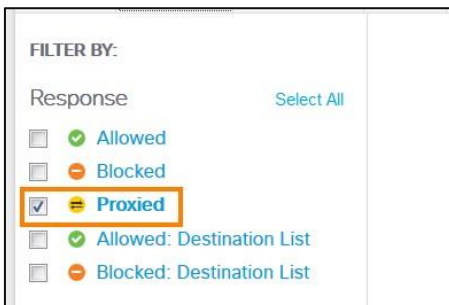 FILTER BY:
Response Select All
Allowed
Blocked
Proxied
Allowed: Destination List
Blocked: Destination List